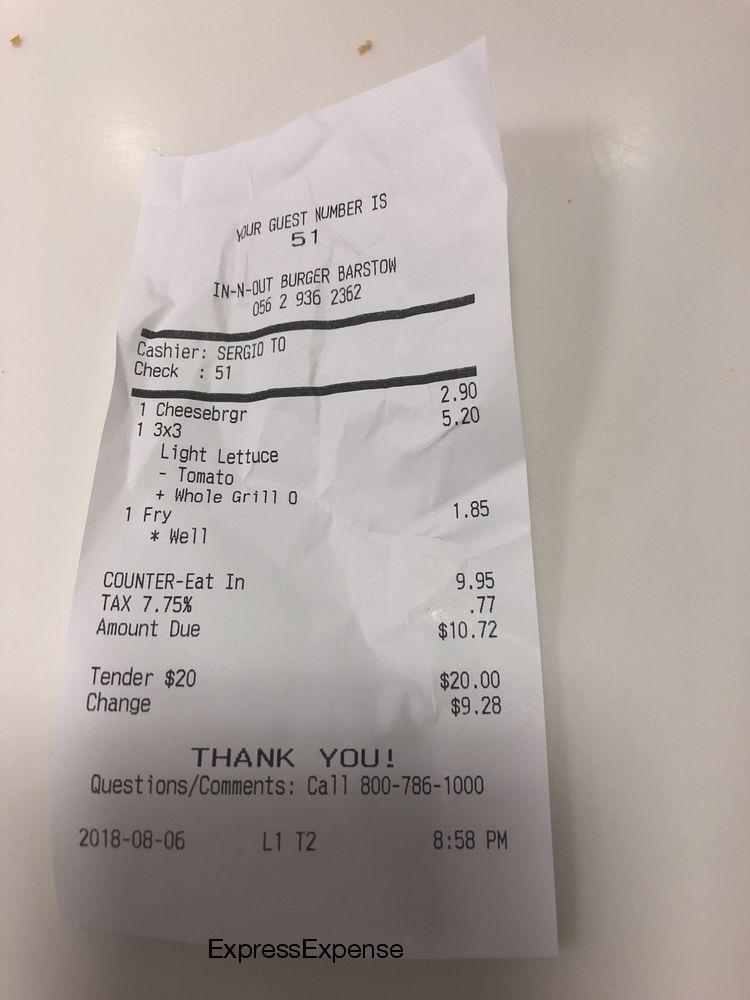 YOUR GUEST NUMBER IS
51
IN-N-OUT BURGER BARSTOW
056 2 936 2362
Cashier: SERGIO TO
Check : 51
1 Cheesebrgr 2.90
1 3x3 5.20
Light Lettuce
- Tomato
+ Whole Grill O
1 Fry 1.85
* Well
COUNTER-Eat In 9.95
TAX 7.75% .77
Amount Due $10.72
Tender $20 $20.00
Change $9.28
THANK YOU!
Questions/Comments: Call 800-786-1000
2018-08-06 L1 T2 8:58 PM
ExpressExpense